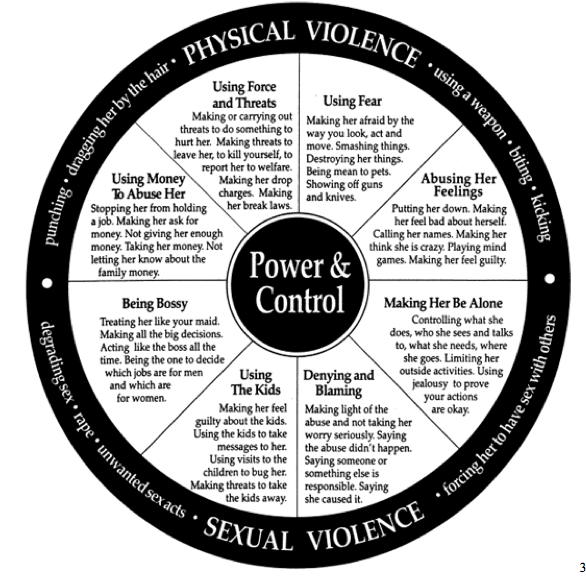 PHYSICAL VIOLENCE
punching • dragging her by the hair •
• using a weapon • biting • kicking
Using Force
and Threats
Making or carrying out
threats to do something to
hurt her. Making threats to
leave her, to kill yourself, to
report her to welfare.
Making her drop
charges. Making
her break laws.
Using Fear
Making her afraid by the
way you look, act and
move. Smashing things.
Destroying her things.
Being mean to pets.
Showing off guns
and knives.
Using Money
To Abuse Her
Stopping her from holding
a job. Making her ask for
money. Not giving her enough
money. Taking her money. Not
letting her know about the
family money.
Abusing Her
Feelings
Putting her down. Making
her feel bad about herself.
Calling her names. Making her
think she is crazy. Playing mind
games. Making her feel guilty.
Power &
Control
Being Bossy
Treating her like your maid.
Making all the big decisions.
Acting like the boss all the
time. Being the one to decide
which jobs are for men
and which are
for women.
Making Her Be Alone
Controlling what she
does, who she sees and talks
to, what she needs, where
she goes. Limiting her
outside activities. Using
jealousy to prove
your actions
are okay.
Using
The Kids
Making her feel
guilty about the kids.
Using the kids to take
messages to her.
Using visits to the
children to bug her.
Making threats to take
the kids away.
Denying and
Blaming
Making light of the
abuse and not taking her
worry seriously. Saying
the abuse didn't happen.
Saying someone or
something else is
responsible. Saying
she caused it.
degrading sex • rape • unwanted sex acts •
• forcing her to have sex with others
SEXUAL VIOLENCE
3